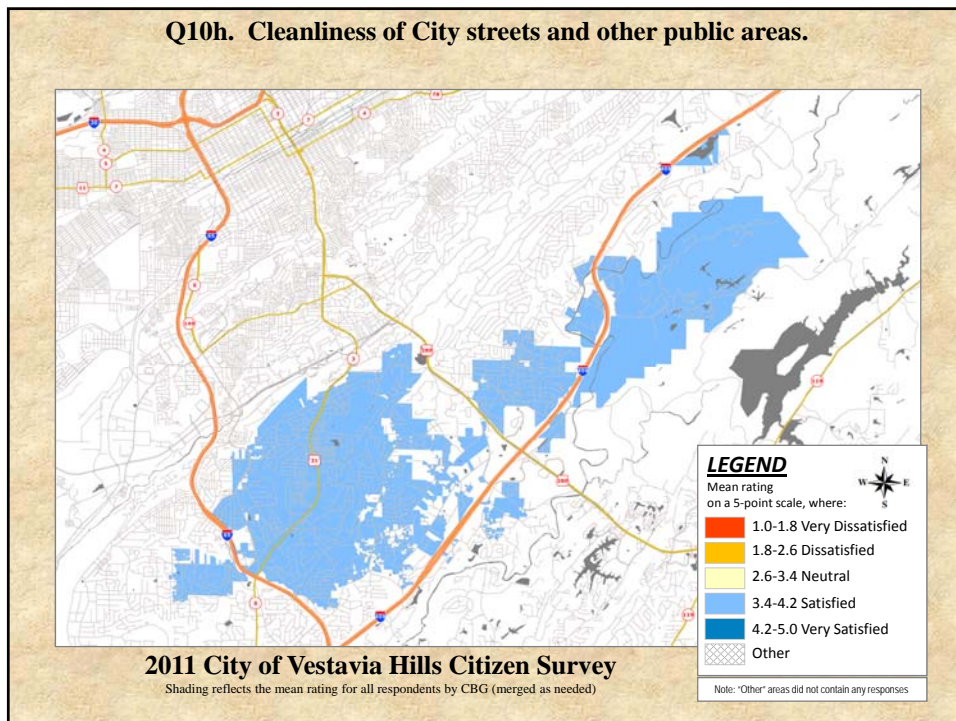 Q10h. Cleanliness of City streets and other public areas.
LEGEND
Mean rating
on a 5-point scale, where:
N
W E
S
1.0-1.8 Very Dissatisfied
1.8-2.6 Dissatisfied
2.6-3.4 Neutral
3.4-4.2 Satisfied
4.2-5.0 Very Satisfied
Other
Note: "Other" areas did not contain any responses
2011 City of Vestavia Hills Citizen Survey
Shading reflects the mean rating for all respondents by CBG (merged as needed)